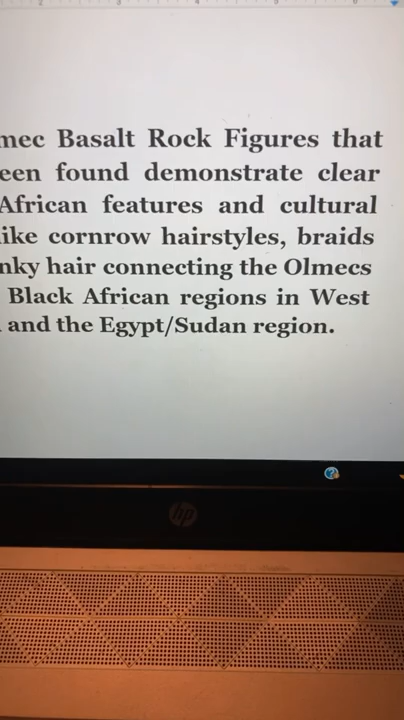 mec Basalt Rock Figures that
een found demonstrate clear
African features and cultural
ike cornrow hairstyles, braids
nky hair connecting the Olmecs
Black African regions in West
and the Egypt/Sudan region.
hp